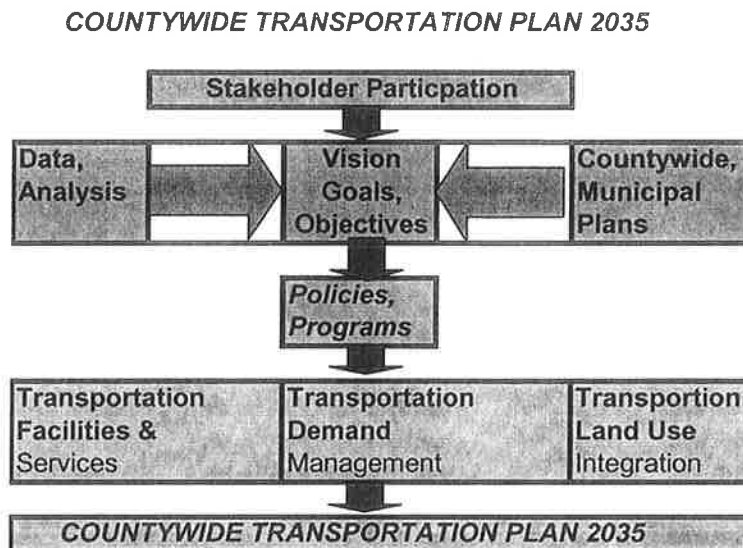 COUNTYWIDE TRANSPORTATION PLAN 2035
Stakeholder Particpation
Data,
Analysis
Vision
Goals,
Objectives
Countywide,
Municipal
Plans
Policies,
Programs
Transportation
Facilities &
Services
Transportation
Demand
Management
Transportion
Land Use
Integration
COUNTYWIDE TRANSPORTATION PLAN 2035